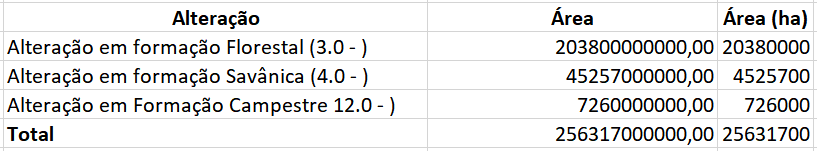 Alteração Área Área (ha)
Alteração em formação Florestal (3.0 - ) 203800000000,00 20380000
Alteração em formação Savânica (4.0 - ) 45257000000,00 4525700
Alteração em Formação Campestre 12.0 - ) 7260000000,00 726000
Total 256317000000,00 25631700